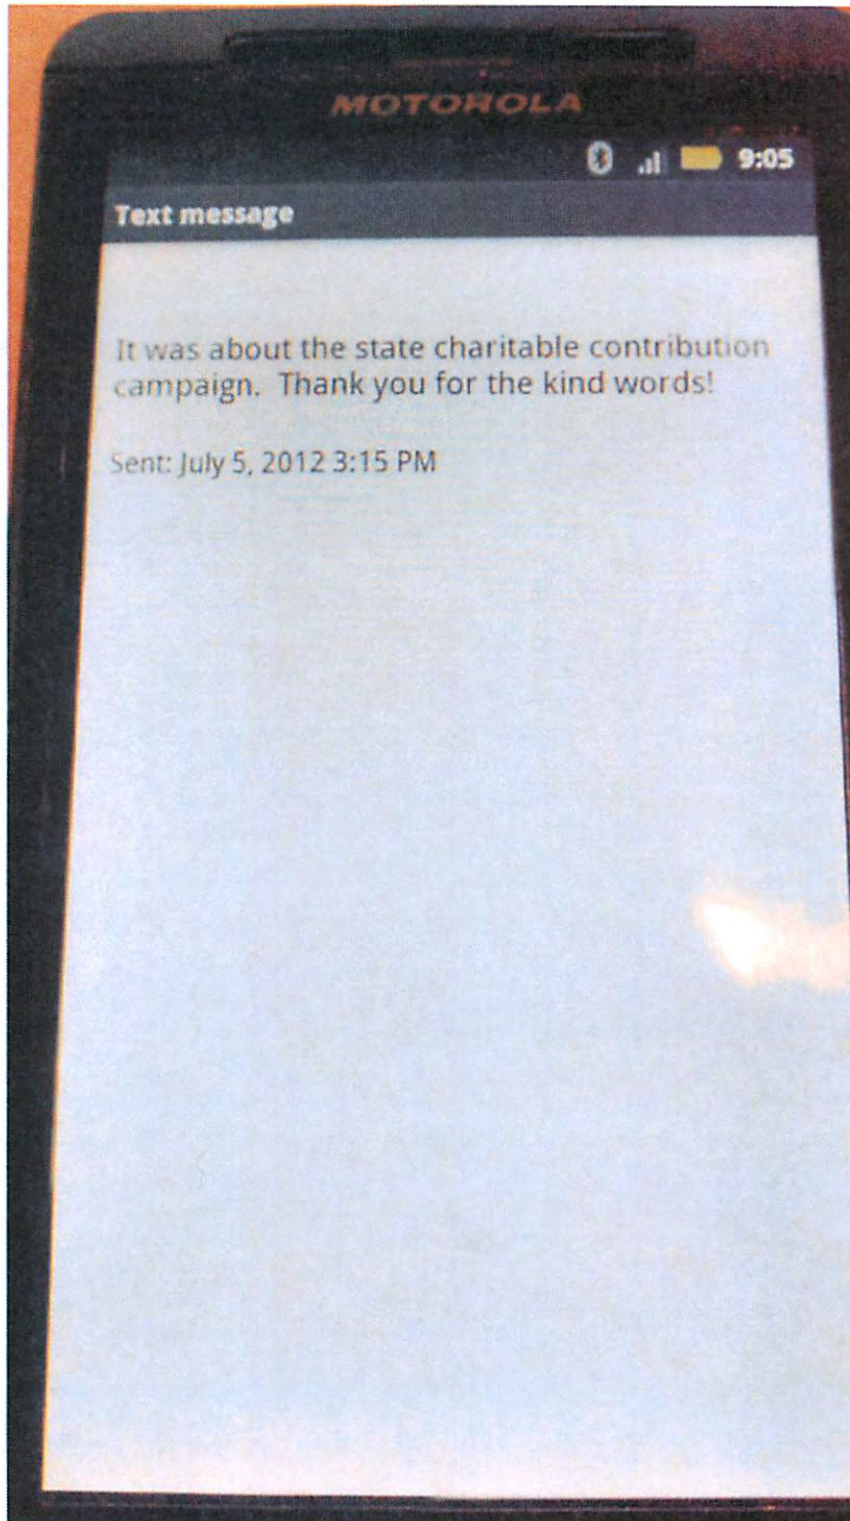 MOTOROLA
9:05
Text message
It was about the state charitable contribution
campaign.  Thank you for the kind words!
Sent: July 5, 2012 3:15 PM